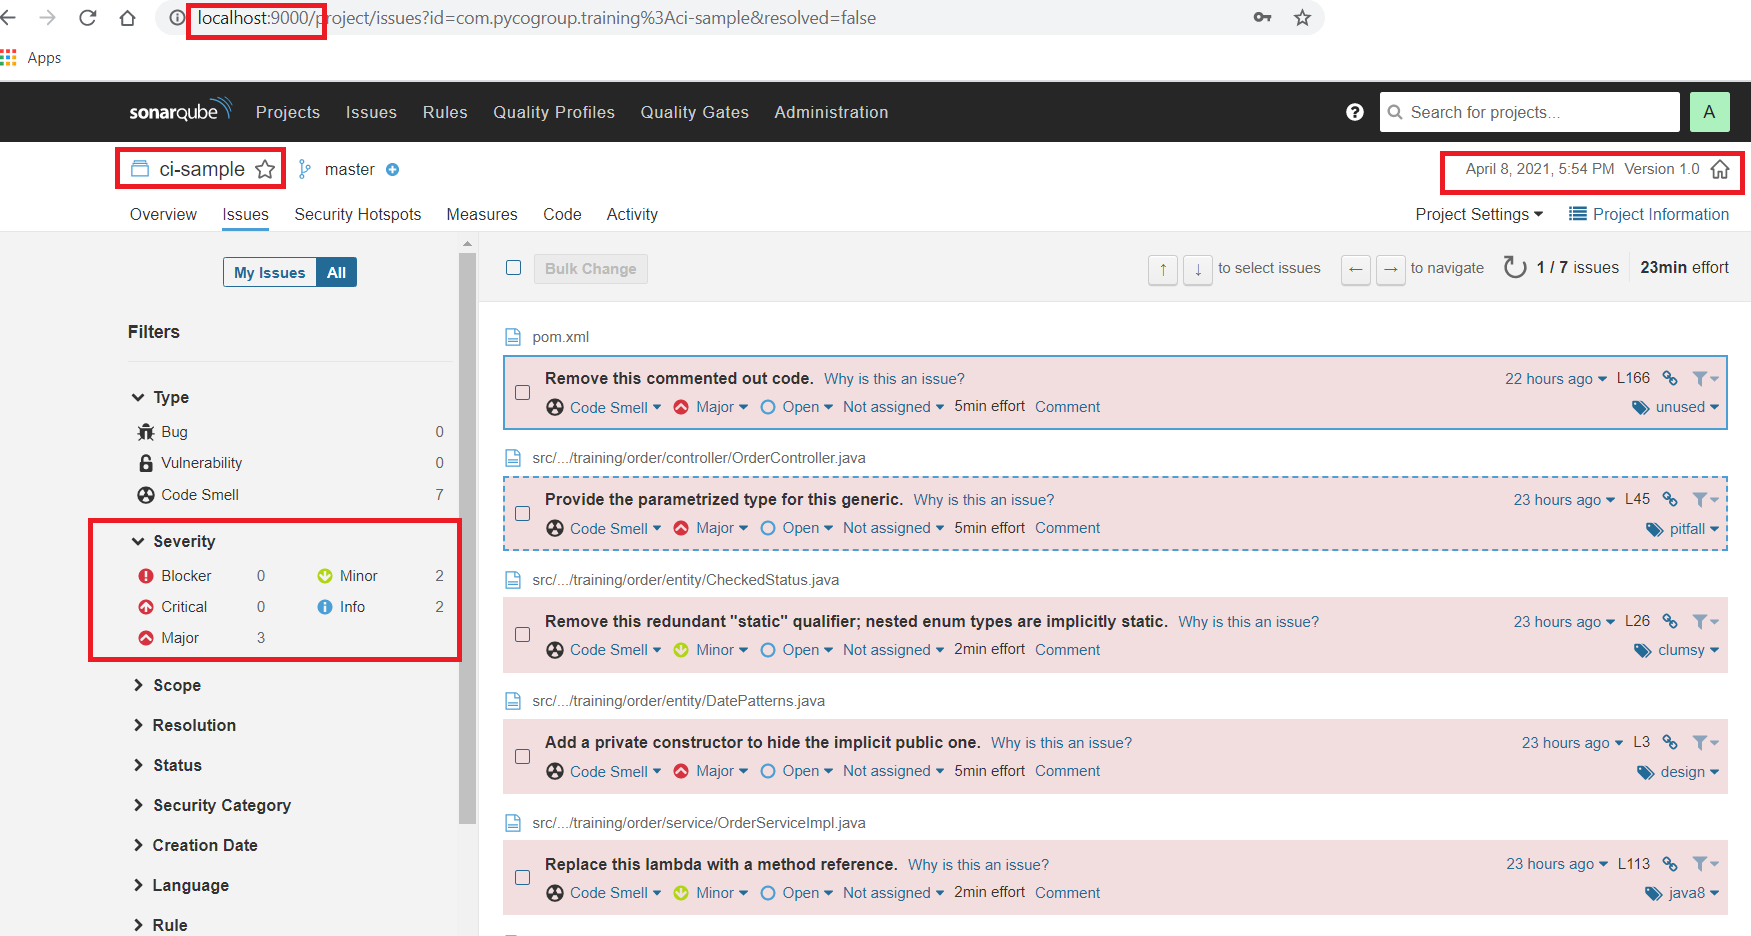 localhost:9000/project/issues?id=com.pycogroup.training%3Aci-sample&resolved=false
Apps
sonarqube Projects Issues Rules Quality Profiles Quality Gates Administration ? Search for projects... A
ci-sample master April 8, 2021, 5:54 PM Version 1.0
Overview Issues Security Hotspots Measures Code Activity Project Settings Project Information
My Issues All
Bulk Change ↑ ↓ to select issues ← → to navigate 1 / 7 issues 23min effort
Filters
Type
Bug 0
Vulnerability 0
Code Smell 7
Severity
Blocker 0 Minor 2
Critical 0 Info 2
Major 3
Scope
Resolution
Status
Security Category
Creation Date
Language
Rule
pom.xml
Remove this commented out code. Why is this an issue? 22 hours ago L166
Code Smell Major Open Not assigned 5min effort Comment unused
src/.../training/order/controller/OrderController.java
Provide the parametrized type for this generic. Why is this an issue? 23 hours ago L45
Code Smell Major Open Not assigned 5min effort Comment pitfall
src/.../training/order/entity/CheckedStatus.java
Remove this redundant "static" qualifier; nested enum types are implicitly static. Why is this an issue? 23 hours ago L26
Code Smell Minor Open Not assigned 2min effort Comment clumsy
src/.../training/order/entity/DatePatterns.java
Add a private constructor to hide the implicit public one. Why is this an issue? 23 hours ago L3
Code Smell Major Open Not assigned 5min effort Comment design
src/.../training/order/service/OrderServiceImpl.java
Replace this lambda with a method reference. Why is this an issue? 23 hours ago L113
Code Smell Minor Open Not assigned 2min effort Comment java8